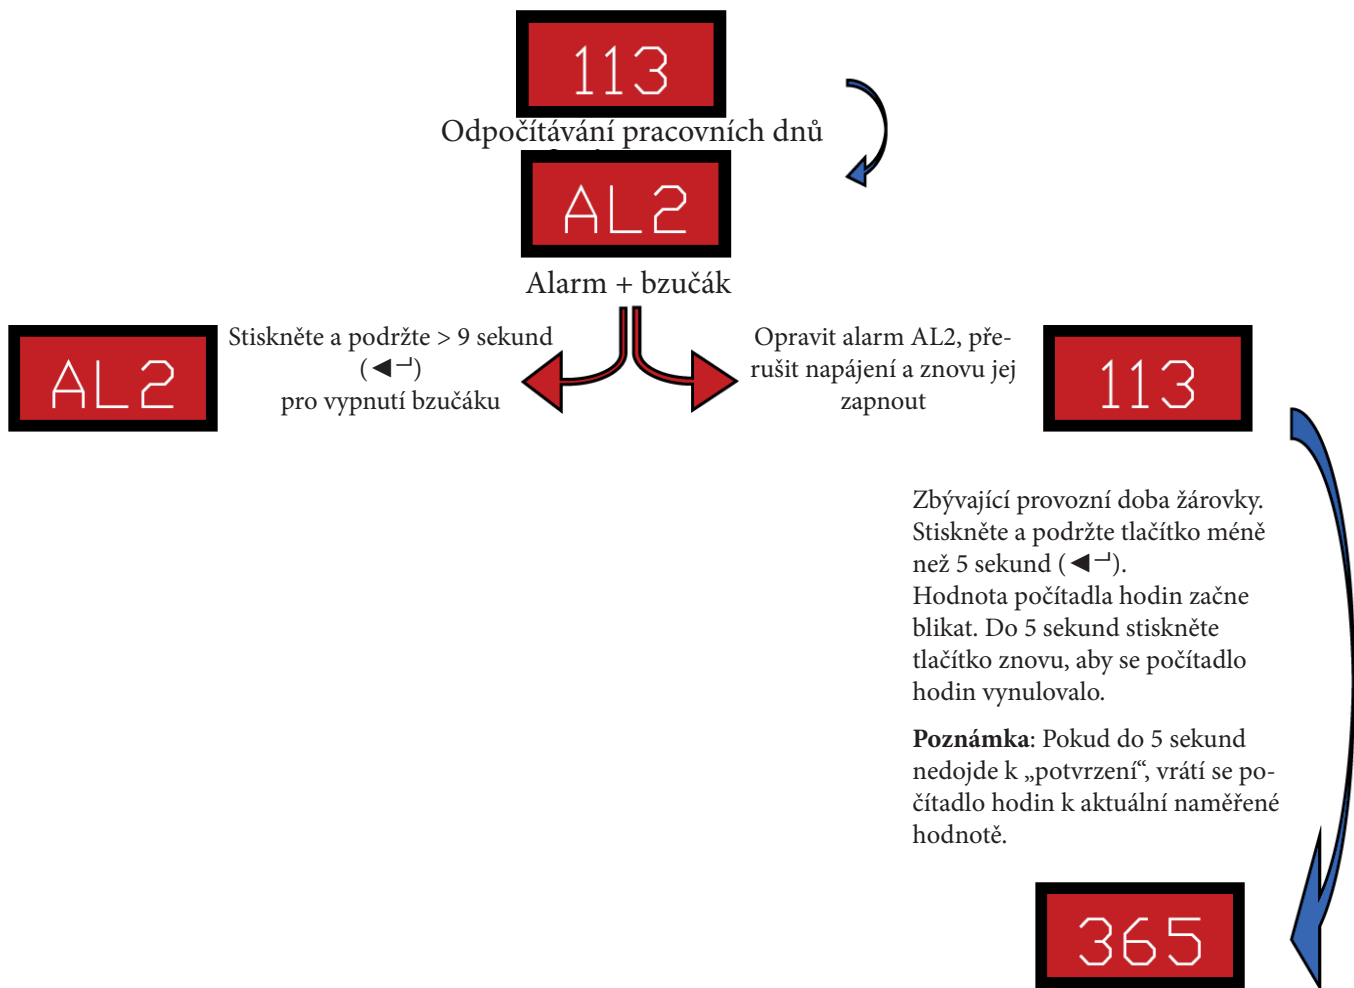 113
Odpočítávání pracovních dnů
AL2
Alarm + bzučák
AL2
Stiskněte a podržte > 9 sekund
(◄┘)
pro vypnutí bzučáku
Opravit alarm AL2, pře-
rušit napájení a znovu jej
zapnout
113
Zbývající provozní doba žárovky.
Stiskněte a podržte tlačítko méně
než 5 sekund (◄┘).
Hodnota počítadla hodin začne
blikat. Do 5 sekund stiskněte
tlačítko znovu, aby se počítadlo
hodin vynulovalo.
Poznámka: Pokud do 5 sekund
nedojde k „potvrzení“, vrátí se po-
čítadlo hodin k aktuální naměřené
hodnotě.
365